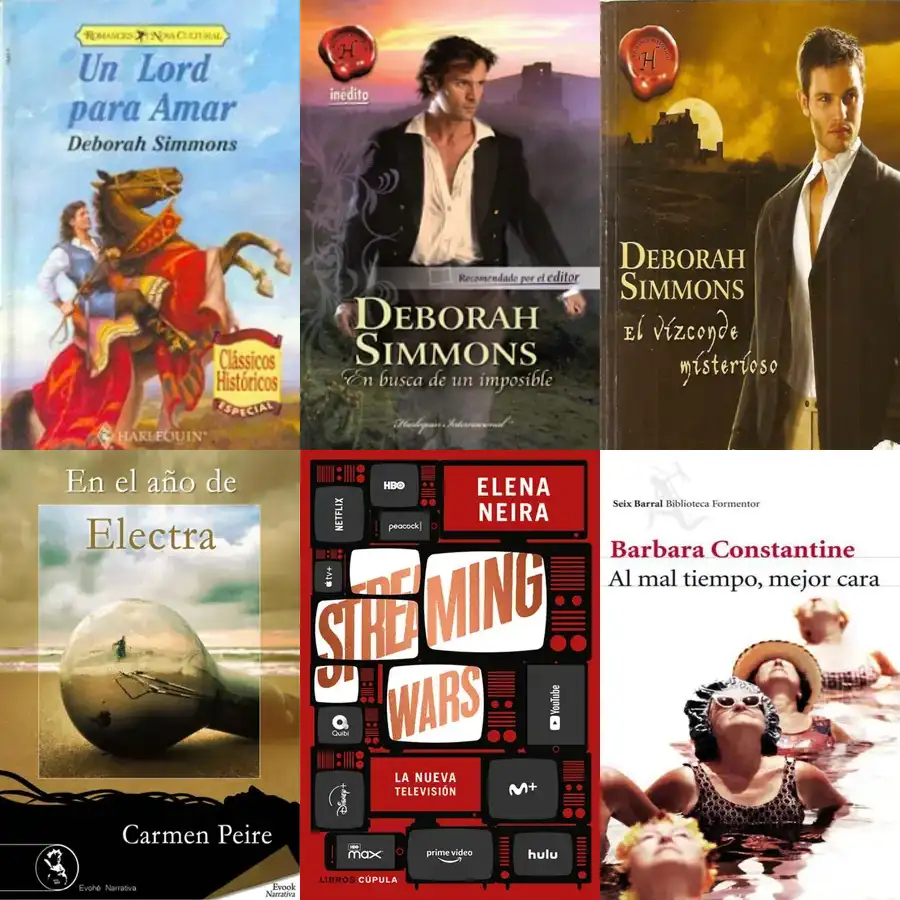 ROMANCES NOVA CULTURAL
Un Lord
para Amar
Deborah Simmons
Clássicos
Históricos
ESPECIAL
HARLEQUIN®
H
inédito
Recomendado por el editor
DEBORAH
SIMMONS
En busca de un imposible
Harlequin Internacional
H
DEBORAH
SIMMONS
El vizconde
misterioso
En el año de
Electra
Carmen Peire
Evohé Narrativa
Evook
Narrativa
ELENA
NEIRA
NETFLIX
HBO
peacock
tv+
STREAMING
WARS
Quibi
YouTube
Disney+
LA NUEVA
TELEVISIÓN
M+
HBO
max
prime video
hulu
LIBROS CÚPULA
Seix Barral Biblioteca Formentor
Barbara Constantine
Al mal tiempo, mejor cara